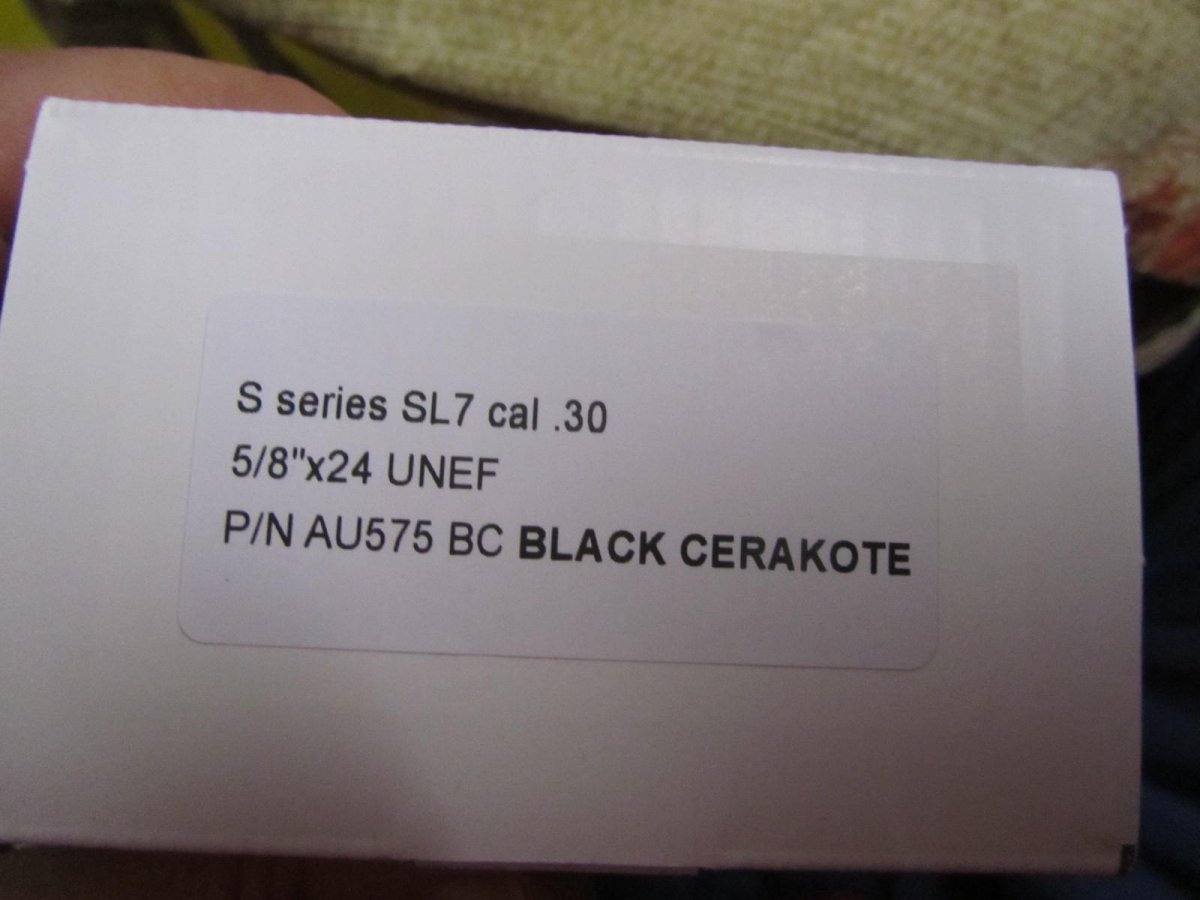 S series SL7 cal .30
5/8"x24 UNEF
P/N AU575 BC BLACK CERAKOTE